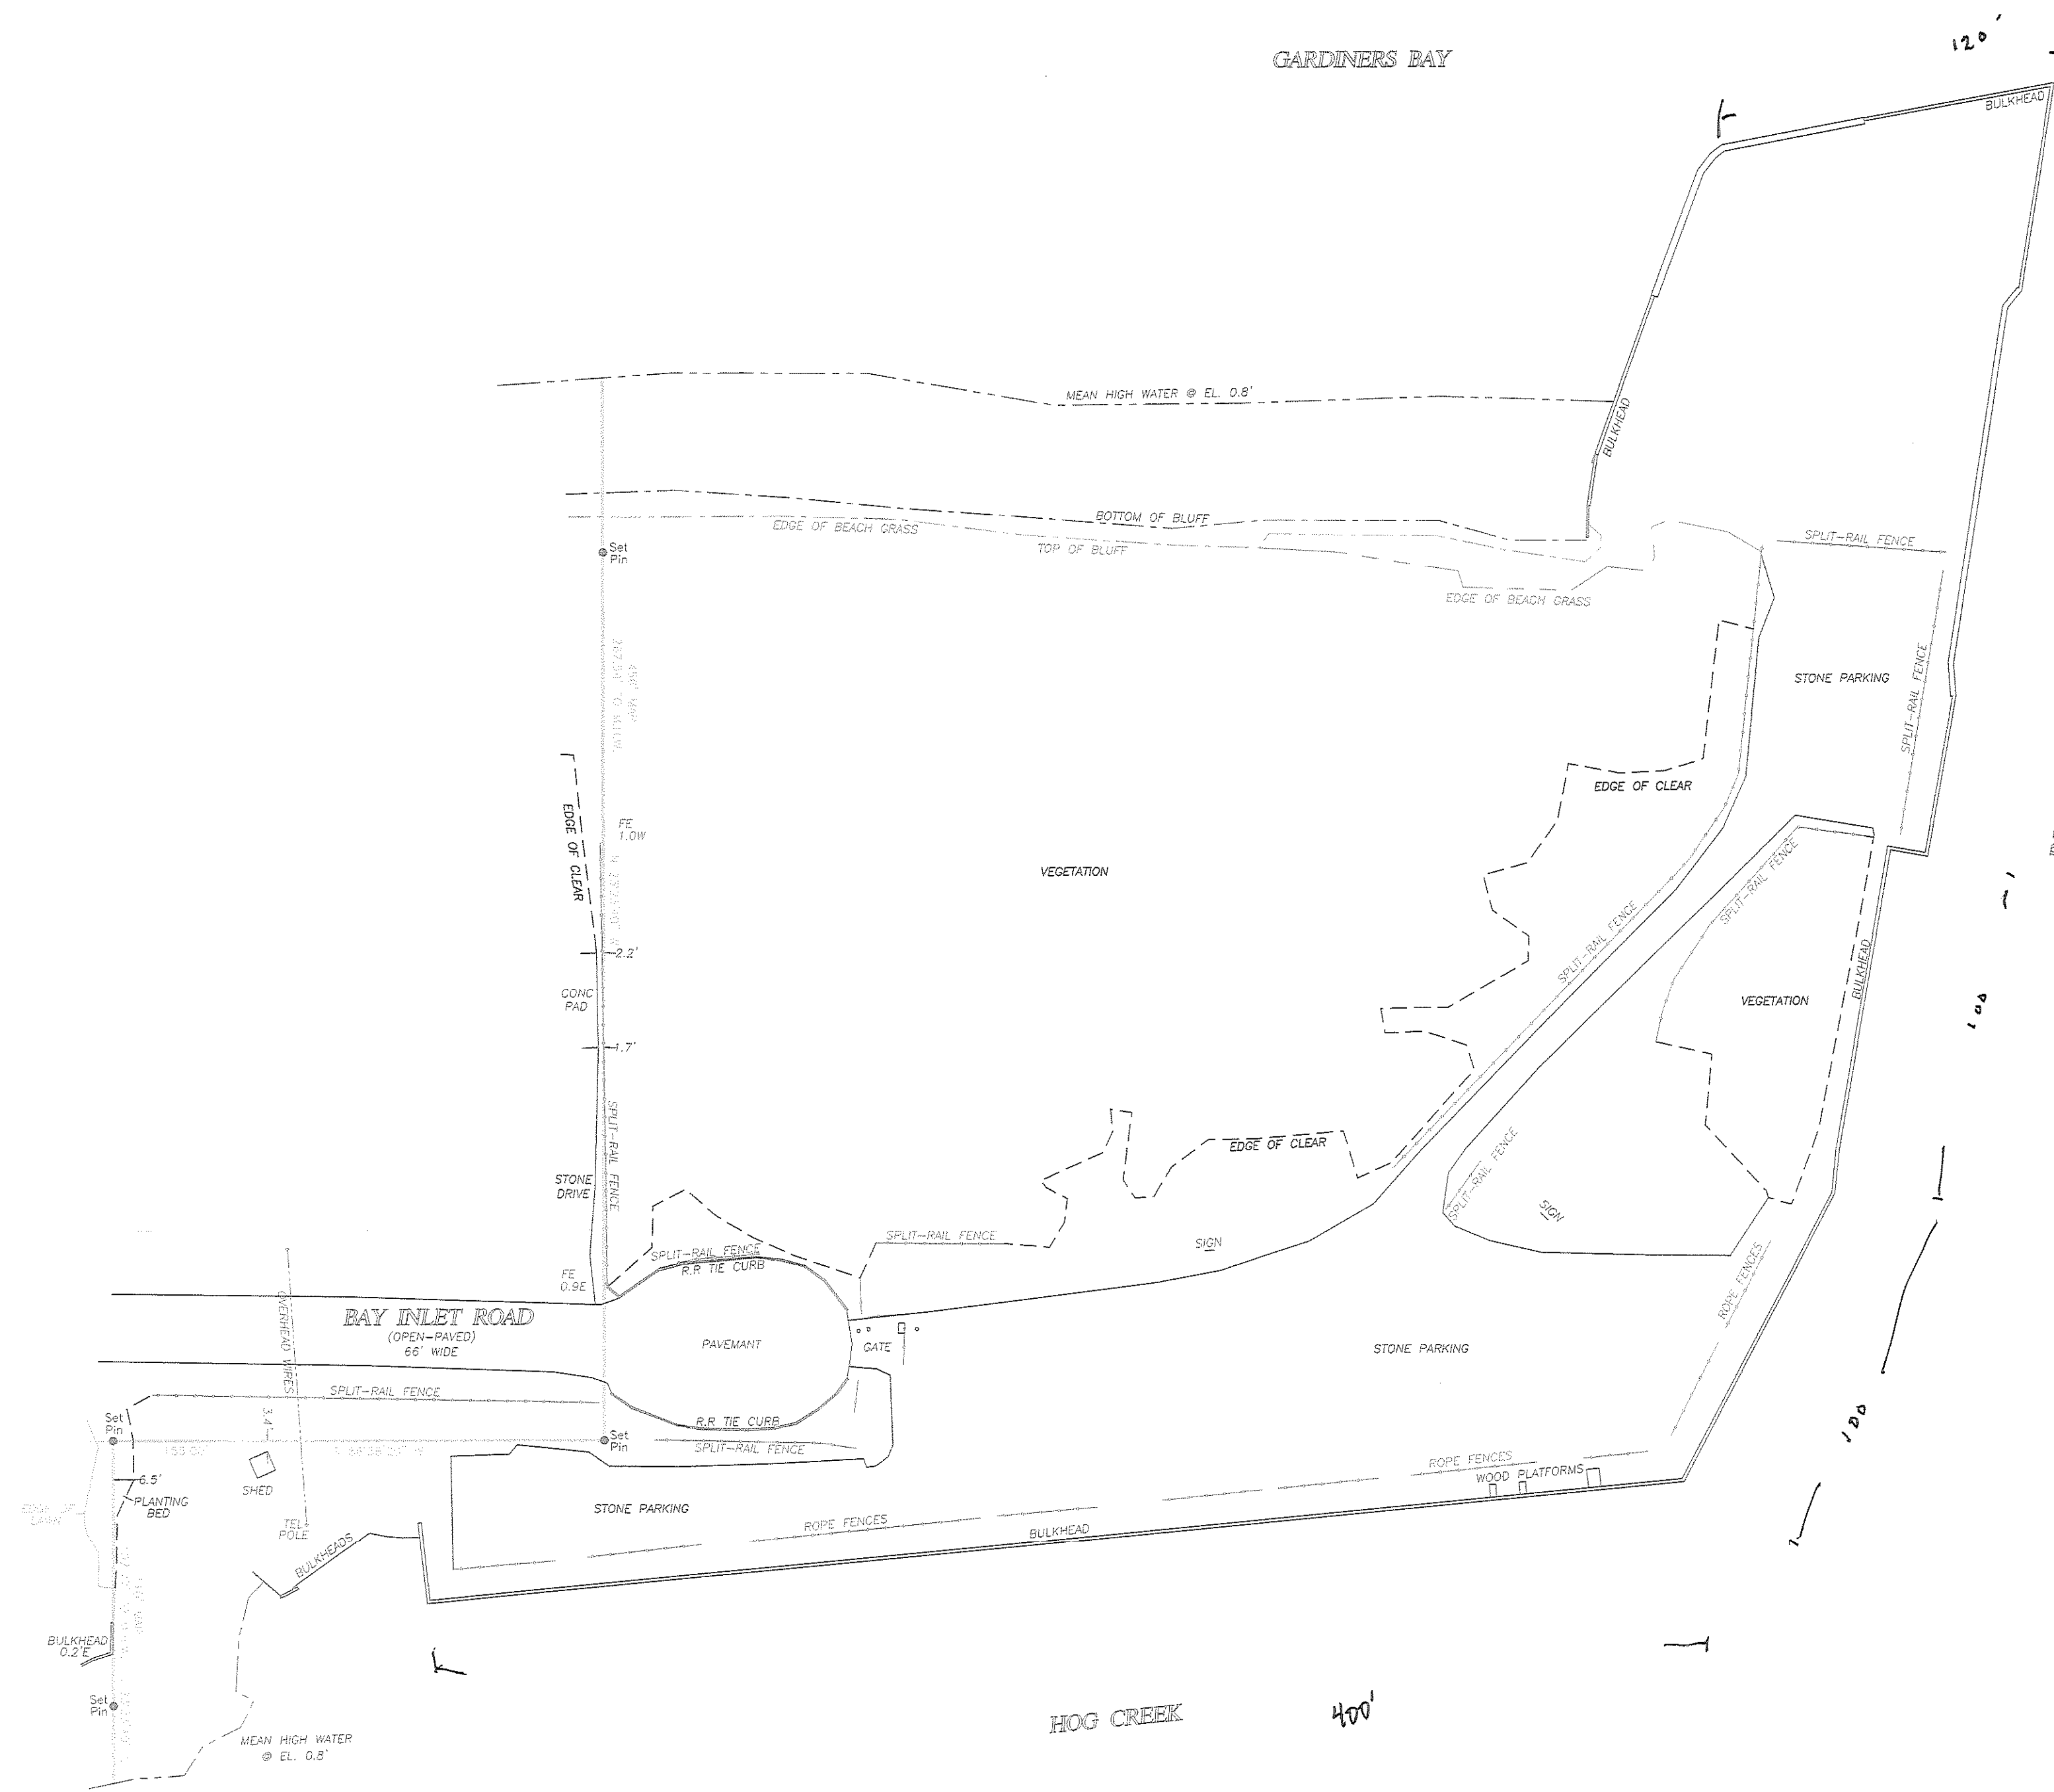 GARDINERS BAY
120'
BULKHEAD
MEAN HIGH WATER @ EL. 0.8'
BULKHEAD
BOTTOM OF BLUFF
EDGE OF BEACH GRASS
TOP OF BLUFF
Set
Pin
SPLIT-RAIL FENCE
EDGE OF BEACH GRASS
STONE PARKING
SPLIT-RAIL FENCE
EDGE OF CLEAR
EDGE OF CLEAR
FE
1.0W
VEGETATION
SPLIT-RAIL FENCE
SPLIT-RAIL FENCE
2.2'
CONC
PAD
1.7'
BULKHEAD
VEGETATION
100
SPLIT-RAIL FENCE
STONE
DRIVE
EDGE OF CLEAR
SPLIT-RAIL FENCE
SIGN
SIGN
SPLIT-RAIL FENCE
SPLIT-RAIL FENCE
R.R TIE CURB
FE
0.9E
ROPE FENCES
BAY INLET ROAD
(OPEN-PAVED)
66' WIDE
OVERHEAD WIRES
PAVEMANT
GATE
STONE PARKING
SPLIT-RAIL FENCE
3.4'
R.R TIE CURB
SPLIT-RAIL FENCE
Set
Pin
Set
Pin
100
6.5'
PLANTING
BED
SHED
TEL
POLE
STONE PARKING
ROPE FENCES
WOOD PLATFORMS
ROPE FENCES
BULKHEAD
BULKHEADS
EDGE OF
LAWN
BULKHEAD
0.2'E
Set
Pin
MEAN HIGH WATER
@ EL. 0.8'
HOG CREEK
400'